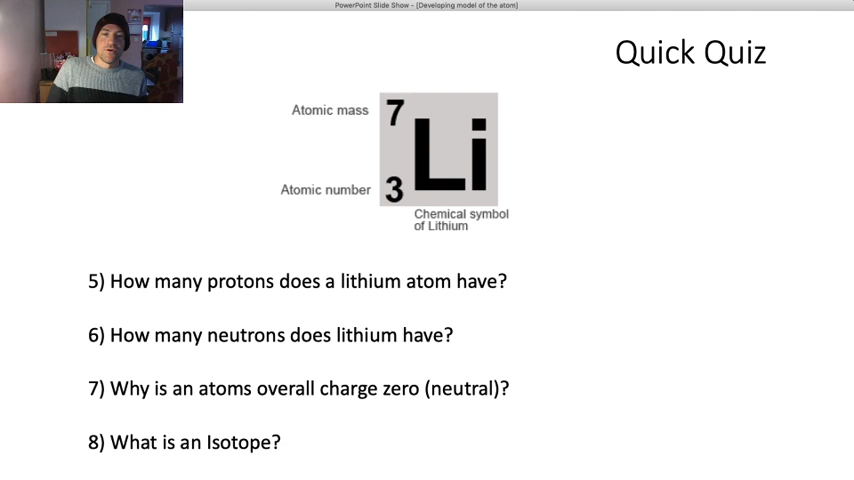 PowerPoint Slide Show - [Developing model of the atom]
Quick Quiz
Atomic mass
7
Li
Atomic number
3
Chemical symbol
of Lithium
5) How many protons does a lithium atom have?
6) How many neutrons does lithium have?
7) Why is an atoms overall charge zero (neutral)?
8) What is an Isotope?